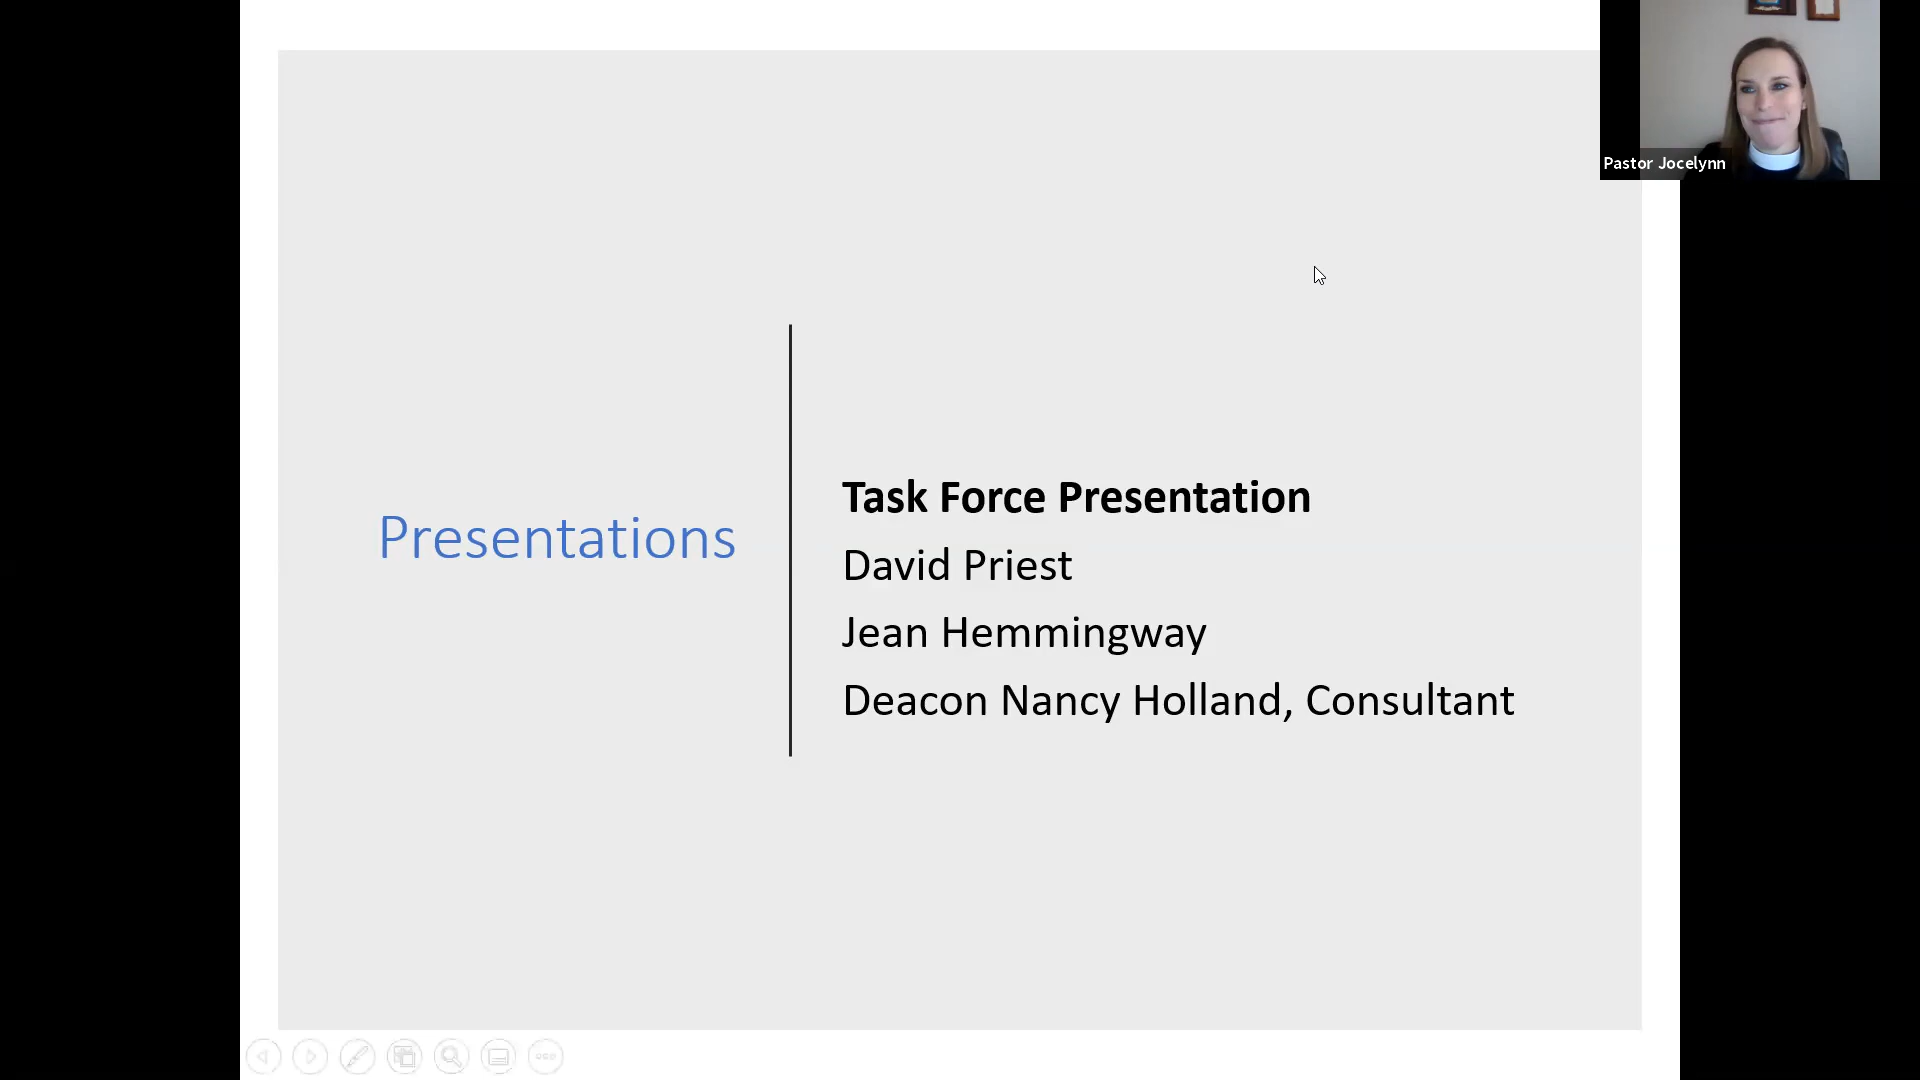 Presentations
Task Force Presentation
David Priest
Jean Hemmingway
Deacon Nancy Holland, Consultant
Pastor Jocelynn